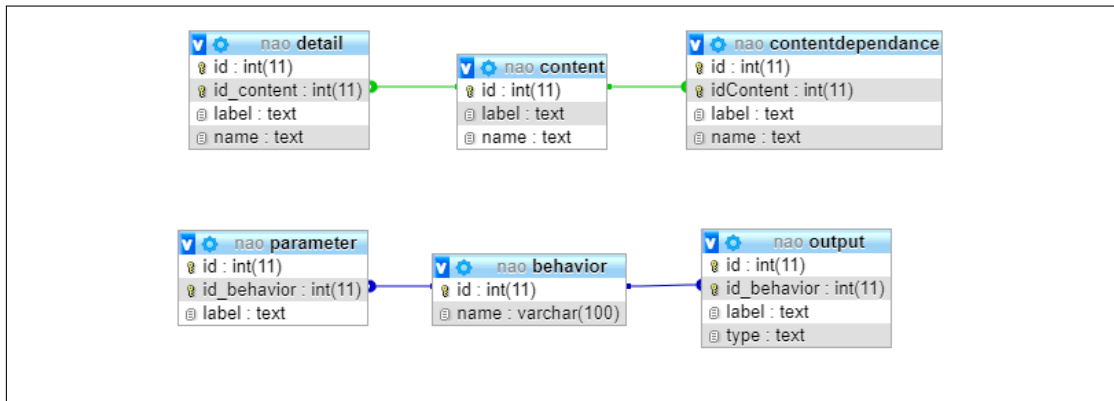 nao detail
id : int(11)
id_content : int(11)
label : text
name : text
nao content
id : int(11)
label : text
name : text
nao contentdependance
id : int(11)
idContent : int(11)
label : text
name : text
nao parameter
id : int(11)
id_behavior : int(11)
label : text
nao behavior
id : int(11)
name : varchar(100)
nao output
id : int(11)
id_behavior : int(11)
label : text
type : text